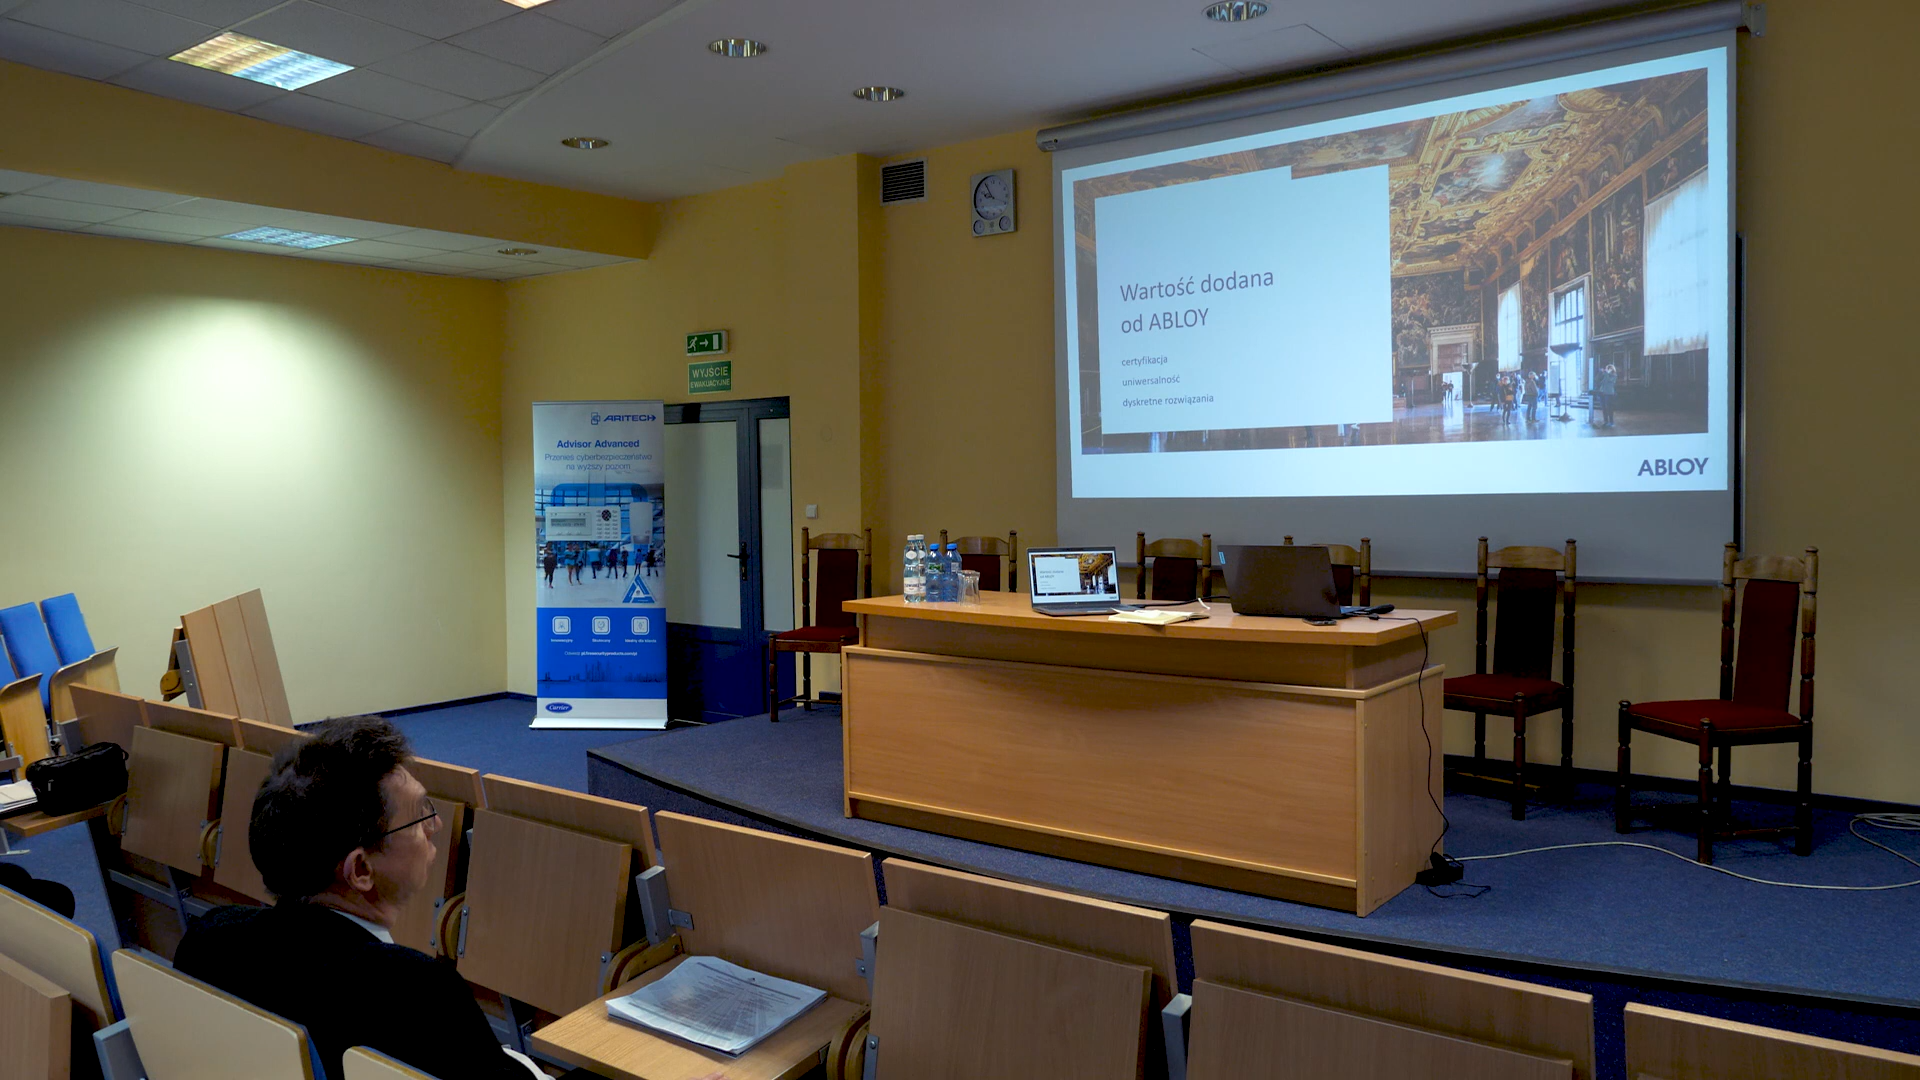 Wartość dodana
od ABLOY
certyfikacja
uniwersalność
dyskretne rozwiązania
ABLOY
WYJŚCIE
EWAKUACYJNE
ARITECH
Advisor Advanced
Przenieś cyberbezpieczeństwo
na wyższy poziom
Carrier